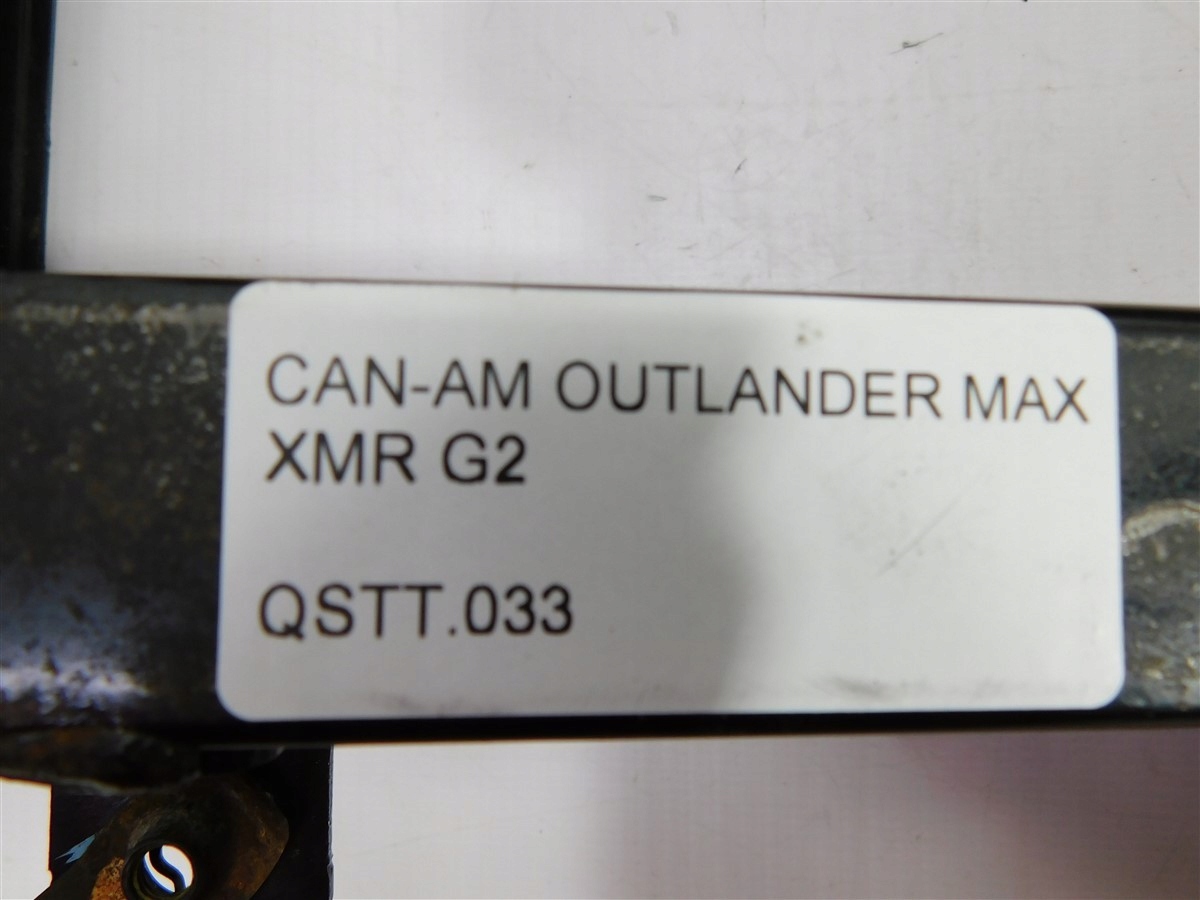 CAN-AM OUTLANDER MAX
XMR G2
QSTT.033